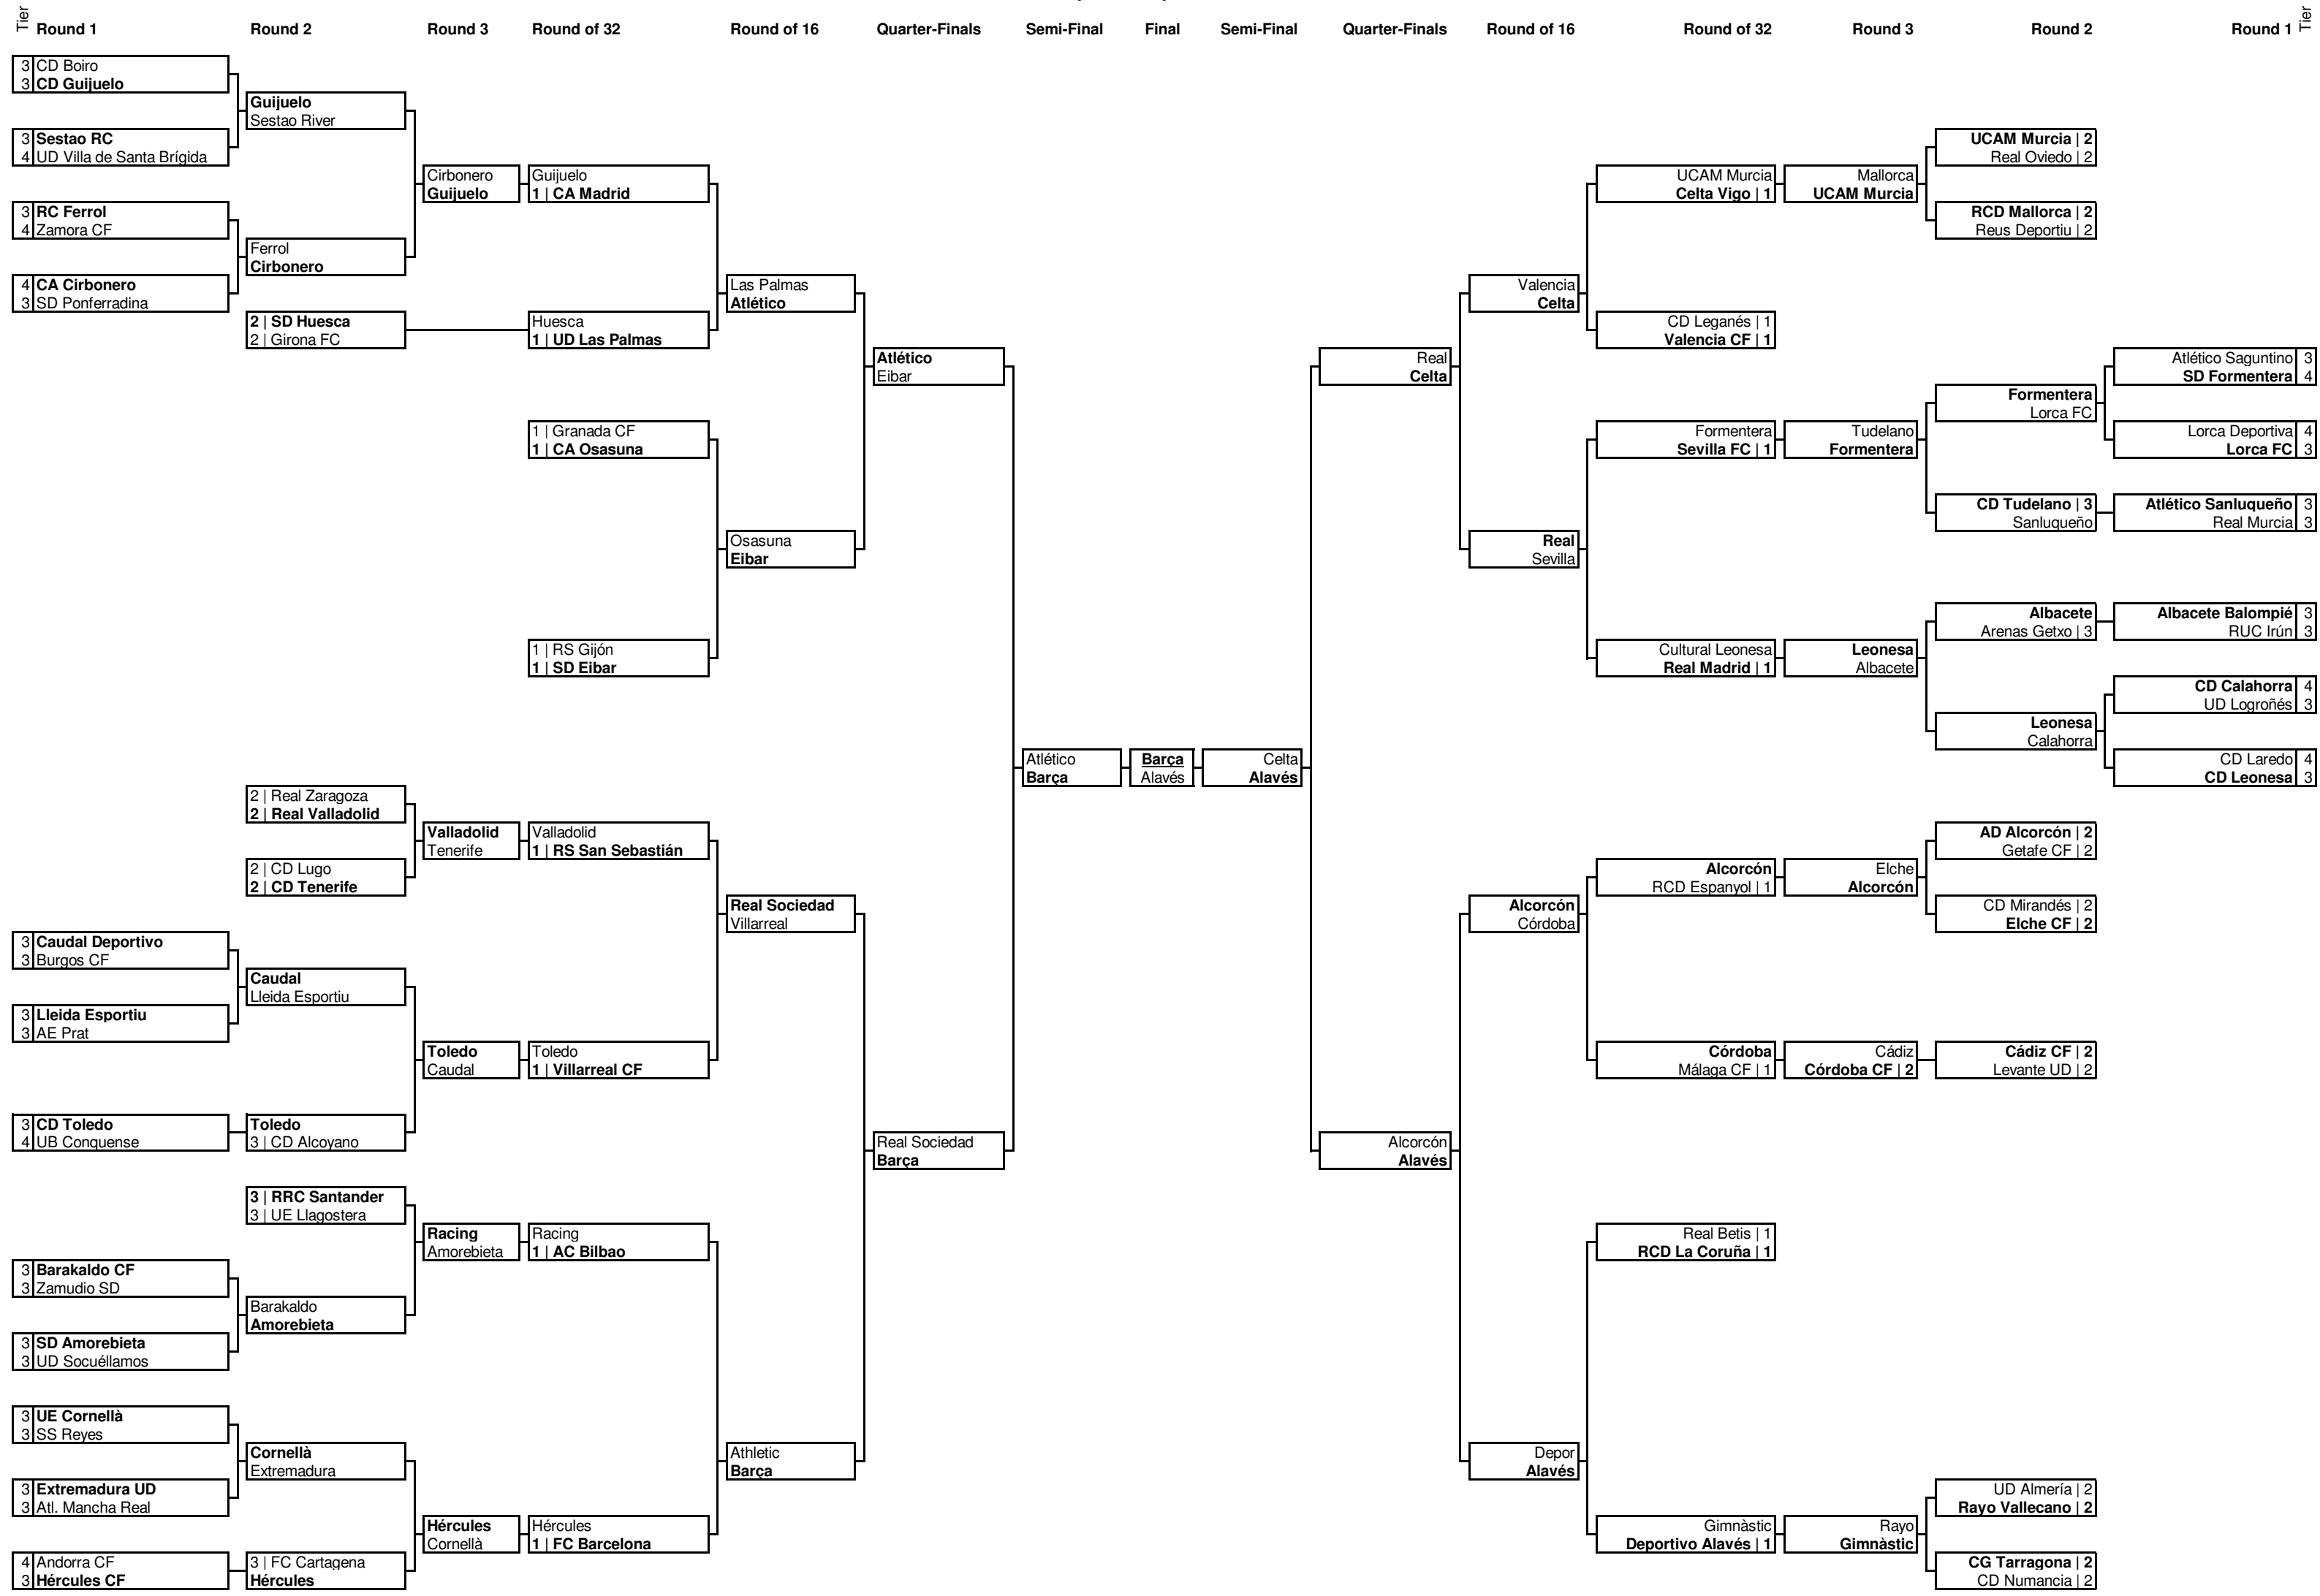 Tier Round 1 Round 2 Round 3 Round of 32 Round of 16 Quarter-Finals Semi-Final Final Semi-Final Quarter-Finals Round of 16 Round of 32 Round 3 Round 2 Round 1 Tier
3 CD Boiro
3 CD Guijuelo
Guijuelo
Sestao River
3 Sestao RC
4 UD Villa de Santa Brígida
Cirbonero
Guijuelo
Guijuelo
1 | CA Madrid
3 RC Ferrol
4 Zamora CF
Ferrol
Cirbonero
4 CA Cirbonero
3 SD Ponferradina
2 | SD Huesca
2 | Girona FC
Huesca
1 | UD Las Palmas
Las Palmas
Atlético
Atlético
Eibar
1 | Granada CF
1 | CA Osasuna
Osasuna
Eibar
1 | RS Gijón
1 | SD Eibar
Atlético
Barça
Barça
Alavés
Celta
Alavés
2 | Real Zaragoza
2 | Real Valladolid
Valladolid
Tenerife
Valladolid
1 | RS San Sebastián
2 | CD Lugo
2 | CD Tenerife
Real Sociedad
Villarreal
3 Caudal Deportivo
3 Burgos CF
Caudal
Lleida Esportiu
3 Lleida Esportiu
3 AE Prat
Toledo
Caudal
Toledo
1 | Villarreal CF
3 CD Toledo
4 UB Conquense
Toledo
3 | CD Alcoyano
Real Sociedad
Barça
3 | RRC Santander
3 | UE Llagostera
Racing
Amorebieta
Racing
1 | AC Bilbao
3 Barakaldo CF
3 Zamudio SD
Barakaldo
Amorebieta
3 SD Amorebieta
3 UD Socuéllamos
3 UE Cornellà
3 SS Reyes
Cornellà
Extremadura
Athletic
Barça
3 Extremadura UD
3 Atl. Mancha Real
Hércules
Cornellà
Hércules
1 | FC Barcelona
4 Andorra CF
3 Hércules CF
3 | FC Cartagena
Hércules
UCAM Murcia | 2
Real Oviedo | 2
UCAM Murcia
Celta Vigo | 1
Mallorca
UCAM Murcia
RCD Mallorca | 2
Reus Deportiu | 2
Valencia
Celta
CD Leganés | 1
Valencia CF | 1
Real
Celta
Atlético Saguntino 3
SD Formentera 4
Formentera
Lorca FC
Formentera
Sevilla FC | 1
Tudelano
Formentera
Lorca Deportiva 4
Lorca FC 3
CD Tudelano | 3
Sanluqueño
Atlético Sanluqueño 3
Real Murcia 3
Real
Sevilla
Albacete
Arenas Getxo | 3
Albacete Balompié 3
RUC Irún 3
Cultural Leonesa
Real Madrid | 1
Leonesa
Albacete
CD Calahorra 4
UD Logroñés 3
Leonesa
Calahorra
CD Laredo 4
CD Leonesa 3
AD Alcorcón | 2
Getafe CF | 2
Alcorcón
RCD Espanyol | 1
Elche
Alcorcón
CD Mirandés | 2
Elche CF | 2
Alcorcón
Córdoba
Córdoba
Málaga CF | 1
Cádiz
Córdoba CF | 2
Cádiz CF | 2
Levante UD | 2
Alcorcón
Alavés
Real Betis | 1
RCD La Coruña | 1
Depor
Alavés
UD Almería | 2
Rayo Vallecano | 2
Gimnàstic
Deportivo Alavés | 1
Rayo
Gimnàstic
CG Tarragona | 2
CD Numancia | 2